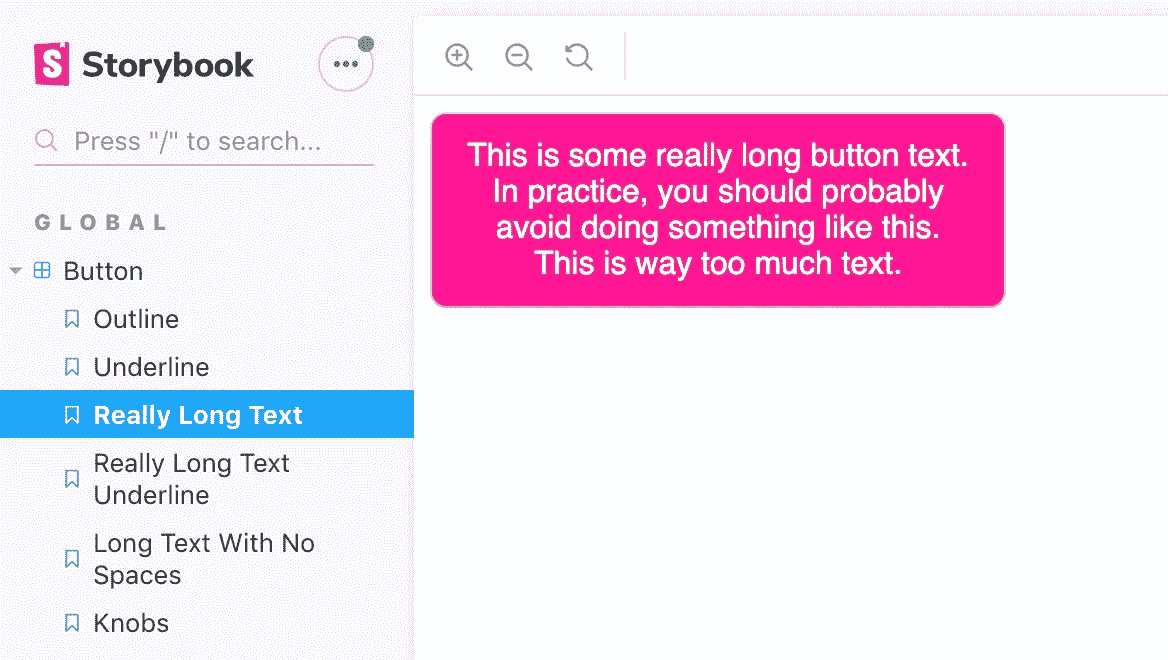 Storybook
Press "/" to search...
GLOBAL
Button
Outline
Underline
Really Long Text
Really Long Text
Underline
Long Text With No
Spaces
Knobs
This is some really long button text.
In practice, you should probably
avoid doing something like this.
This is way too much text.